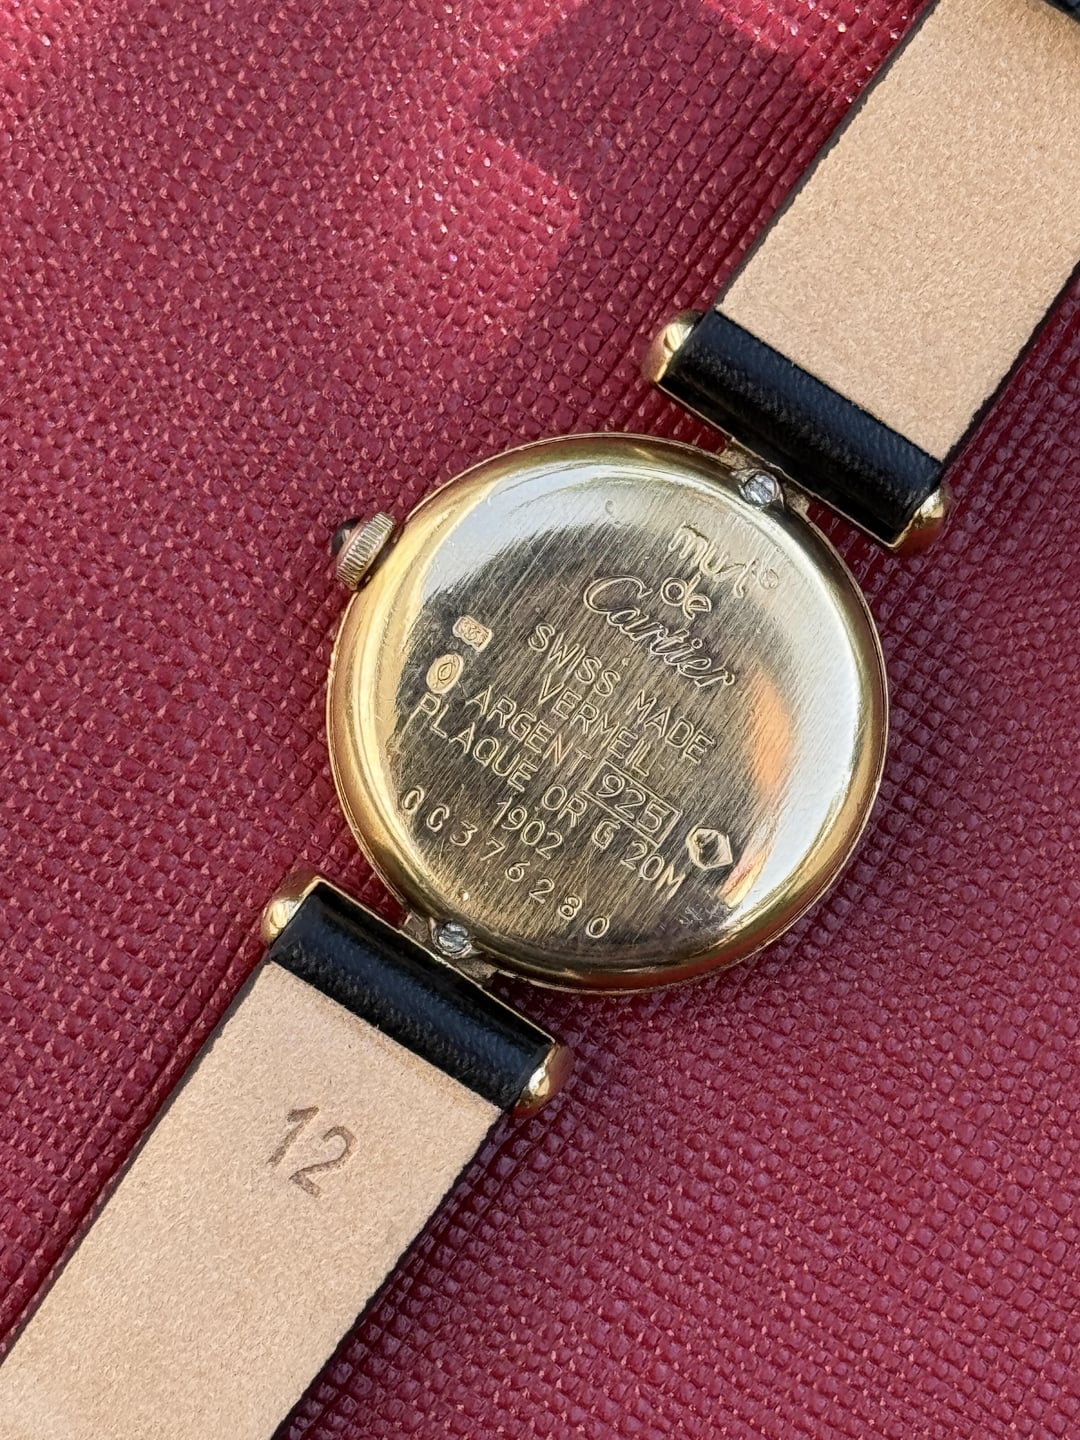 must
de
Cartier
SWISS MADE
VERMEIL
ARGENT 925
PLAQUE OR G 20M
1902
CC376280
12